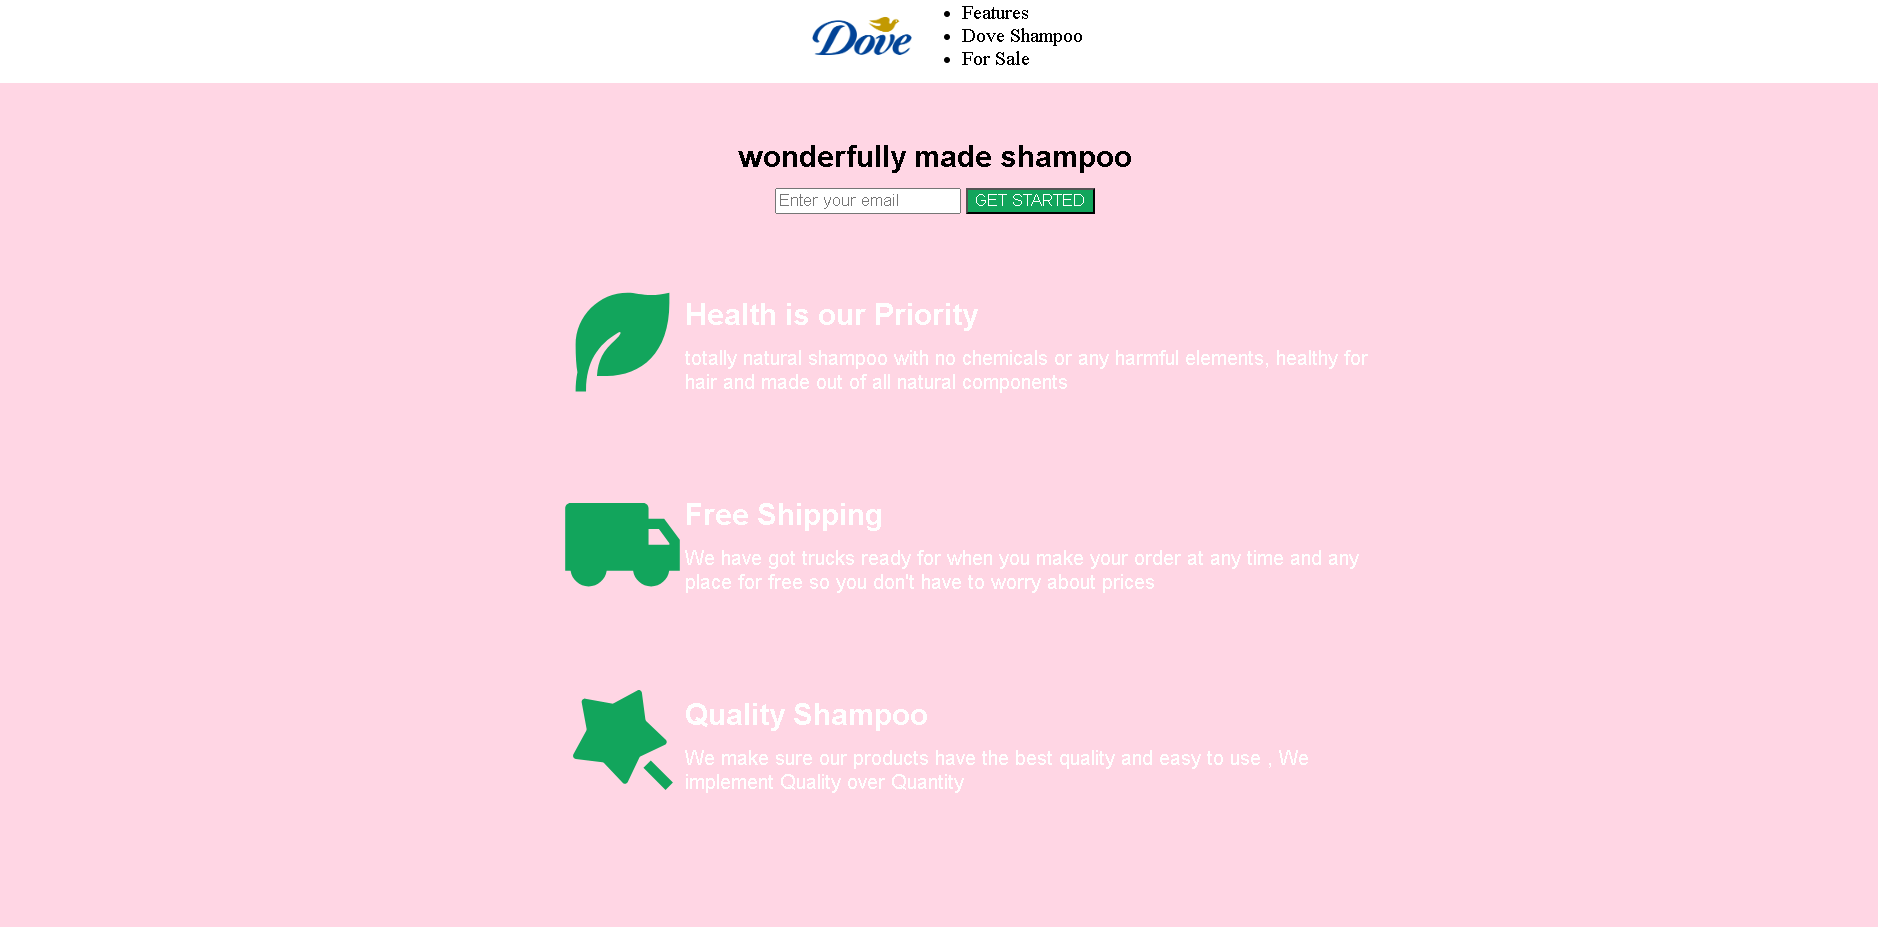 Dove
Features
Dove Shampoo
For Sale
wonderfully made shampoo
Enter your email
GET STARTED
Health is our Priority
totally natural shampoo with no chemicals or any harmful elements, healthy for
hair and made out of all natural components
Free Shipping
We have got trucks ready for when you make your order at any time and any
place for free so you don't have to worry about prices
Quality Shampoo
We make sure our products have the best quality and easy to use , We
implement Quality over Quantity